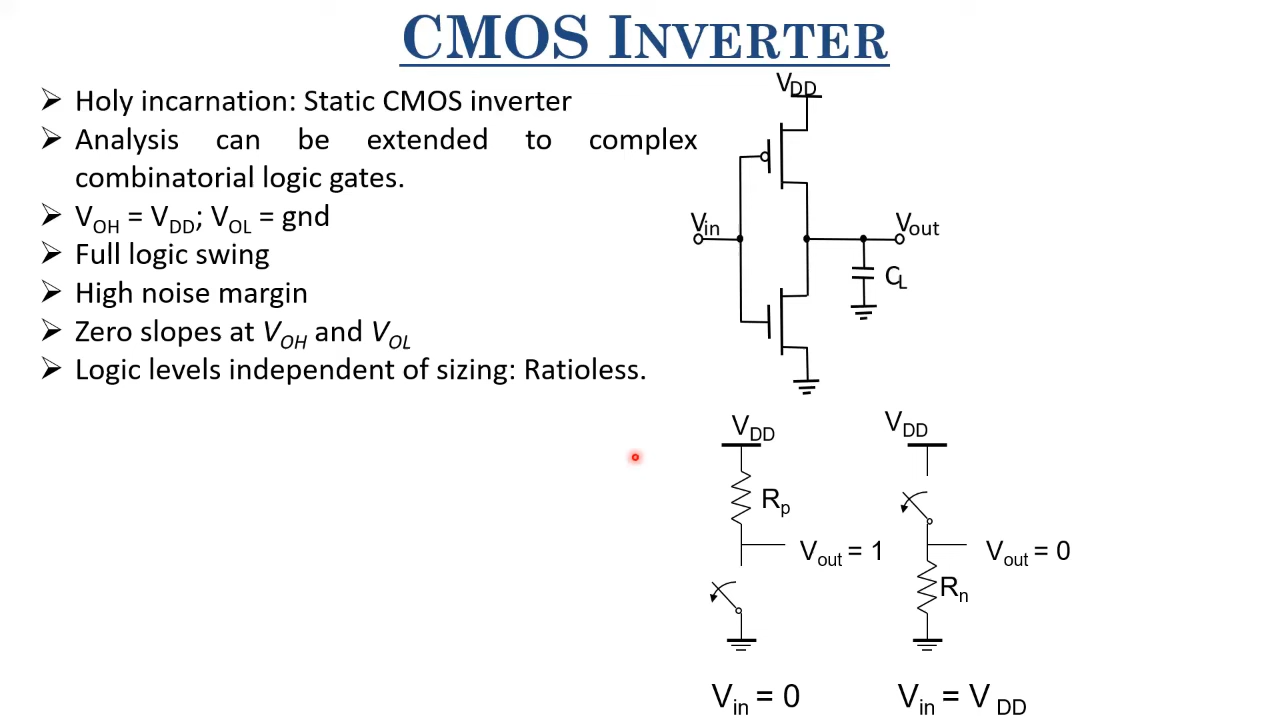 CMOS INVERTER
➢ Holy incarnation: Static CMOS inverter
➢ Analysis can be extended to complex
combinatorial logic gates.
➢ VOH = VDD; VOL = gnd
➢ Full logic swing
➢ High noise margin
➢ Zero slopes at VOH and VOL
➢ Logic levels independent of sizing: Ratioless.
VDD
Vin
Vout
CL
VDD
Rp
Vout = 1
Vin = 0
VDD
Vout = 0
Rn
Vin = V DD